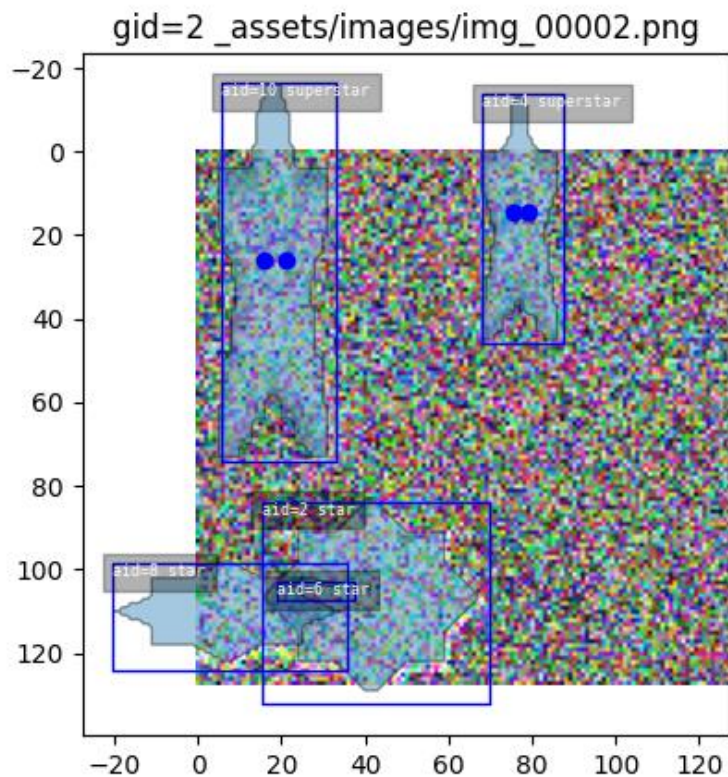 gid=2 _assets/images/img_00002.png
−20
0
20
40
60
80
100
120
aid=10 superstar
aid=4 superstar
aid=2 star
aid=8 star
aid=6 star
−20 0 20 40 60 80 100 120